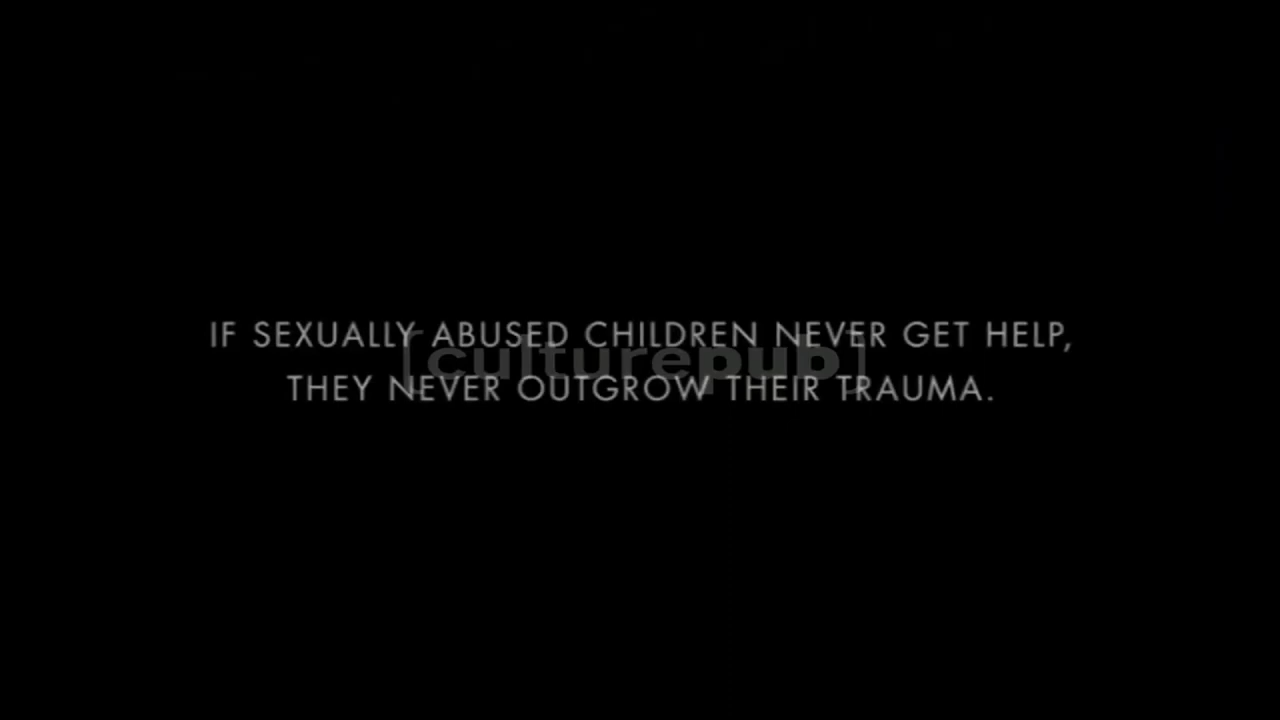 IF SEXUALLY ABUSED CHILDREN NEVER GET HELP,
[culturepub]
THEY NEVER OUTGROW THEIR TRAUMA.